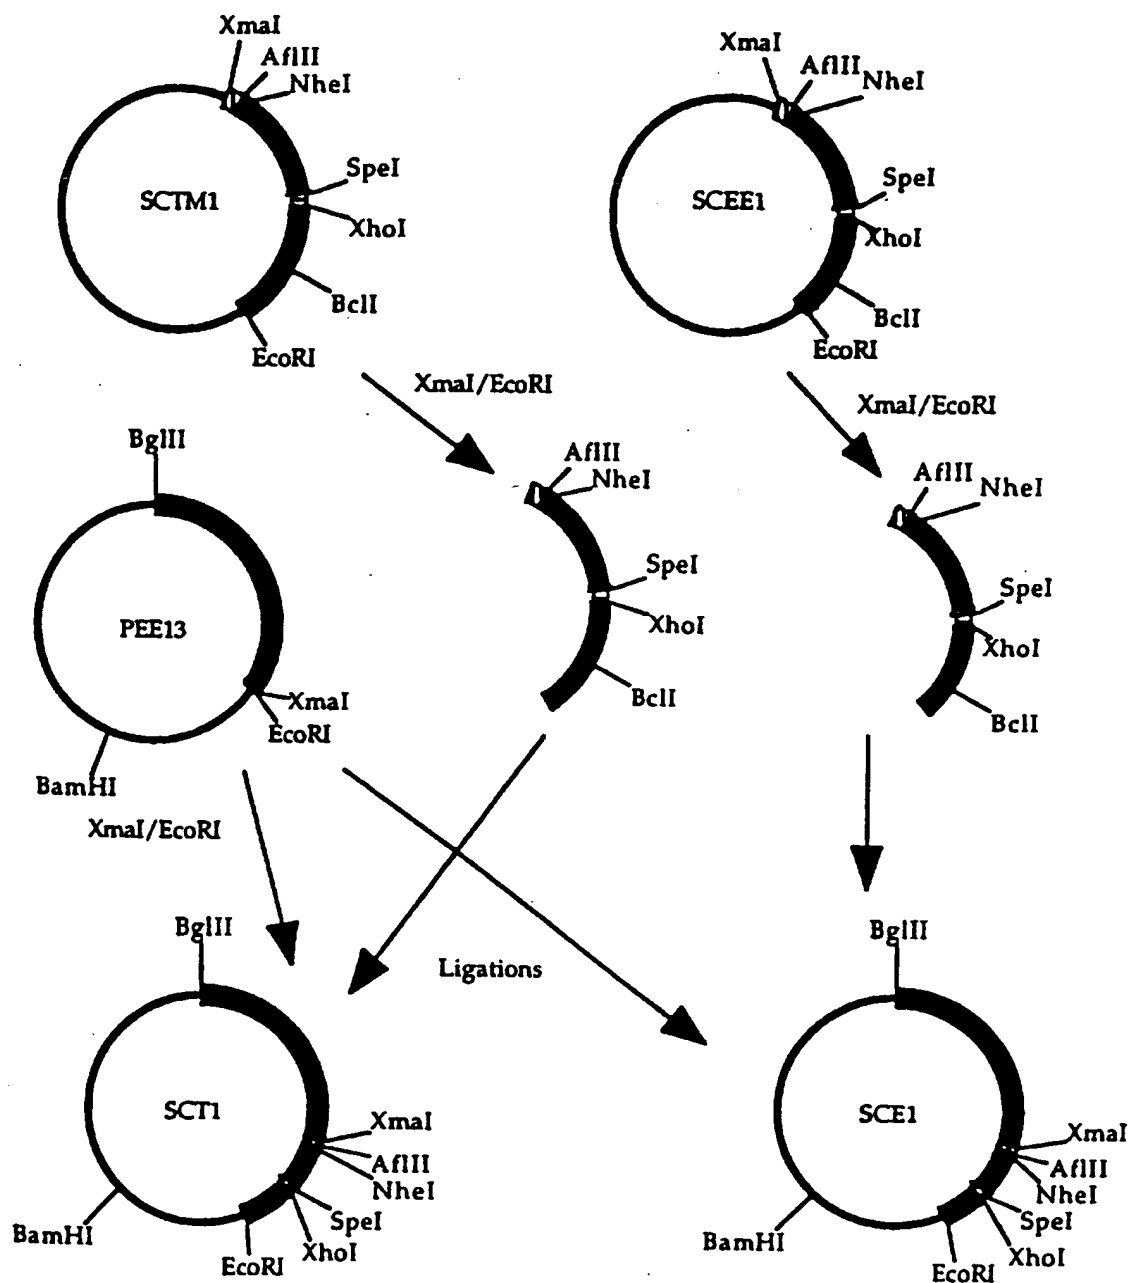 XmaI
AflII
NheI
SCTM1
SpeI
XhoI
BclI
EcoRI
XmaI
AflII
NheI
SCEE1
SpeI
XhoI
BclI
EcoRI
XmaI/EcoRI
XmaI/EcoRI
BglII
PEE13
XmaI
EcoRI
BamHI
AflII
NheI
SpeI
XhoI
BclI
AflII
NheI
SpeI
XhoI
BclI
XmaI/EcoRI
Ligations
BglII
SCT1
XmaI
AflII
NheI
SpeI
XhoI
EcoRI
BamHI
BglII
SCE1
XmaI
AflII
NheI
SpeI
XhoI
EcoRI
BamHI